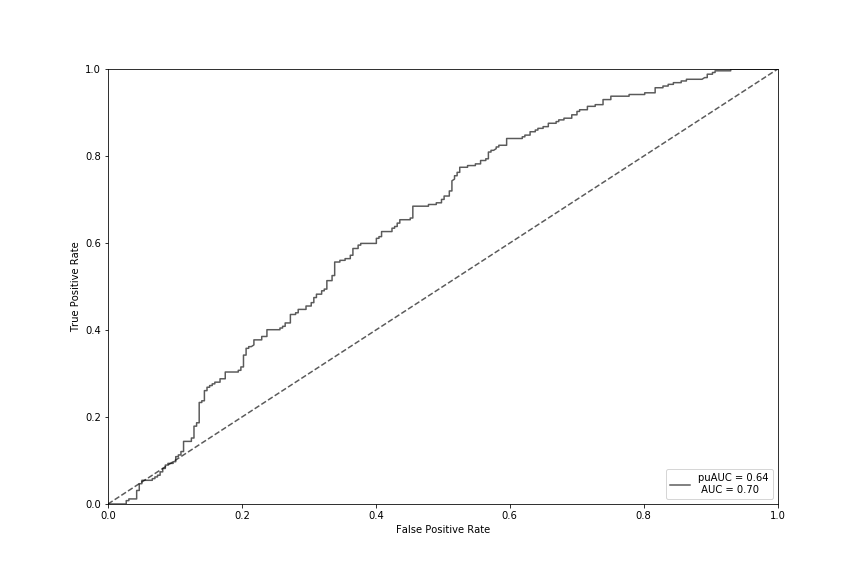 1.0
0.8
0.6
0.4
0.2
0.0
True Positive Rate
0.0 0.2 0.4 0.6 0.8 1.0
False Positive Rate
puAUC = 0.64
AUC = 0.70